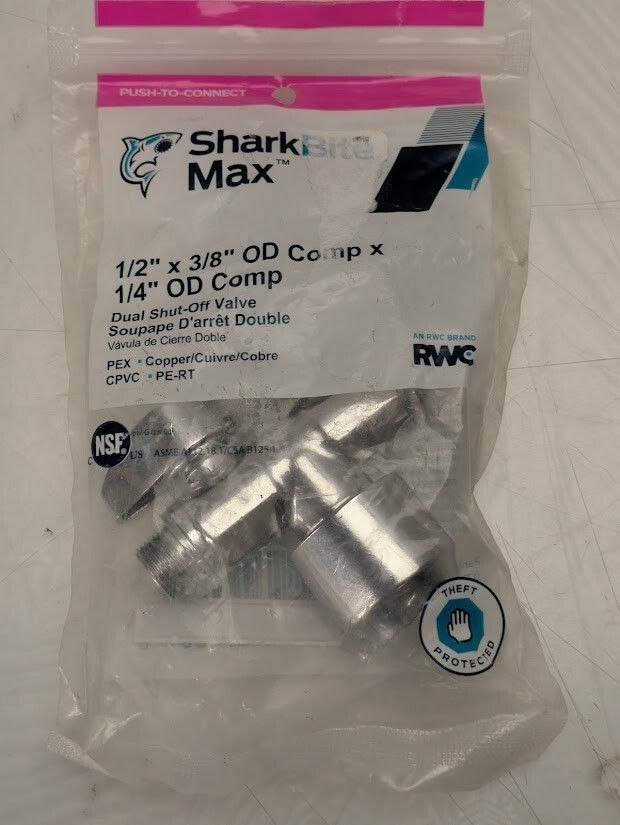 PUSH-TO-CONNECT
SharkBite
Max™
1/2" x 3/8" OD Comp x
1/4" OD Comp
Dual Shut-Off Valve
Soupape D'arrêt Double
Vávula de Cierre Doble
PEX • Copper/Cuivre/Cobre
CPVC • PE-RT
AN RWC BRAND
RWC
NSF®
C US
THEFT
PROTECTED